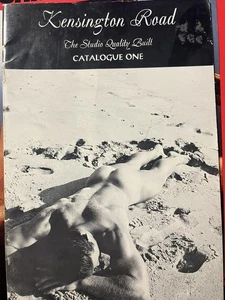 Kensington Road
The Studio Quality Built
CATALOGUE ONE